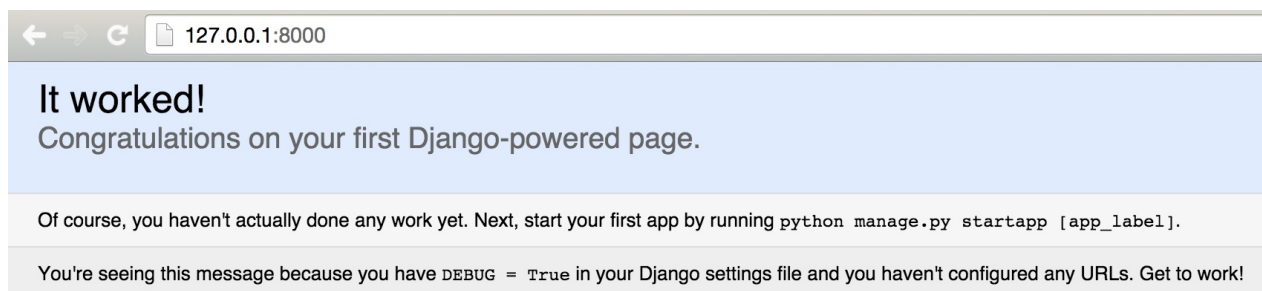 127.0.0.1:8000
It worked!
Congratulations on your first Django-powered page.
Of course, you haven't actually done any work yet. Next, start your first app by running python manage.py startapp [app_label].
You're seeing this message because you have DEBUG = True in your Django settings file and you haven't configured any URLs. Get to work!